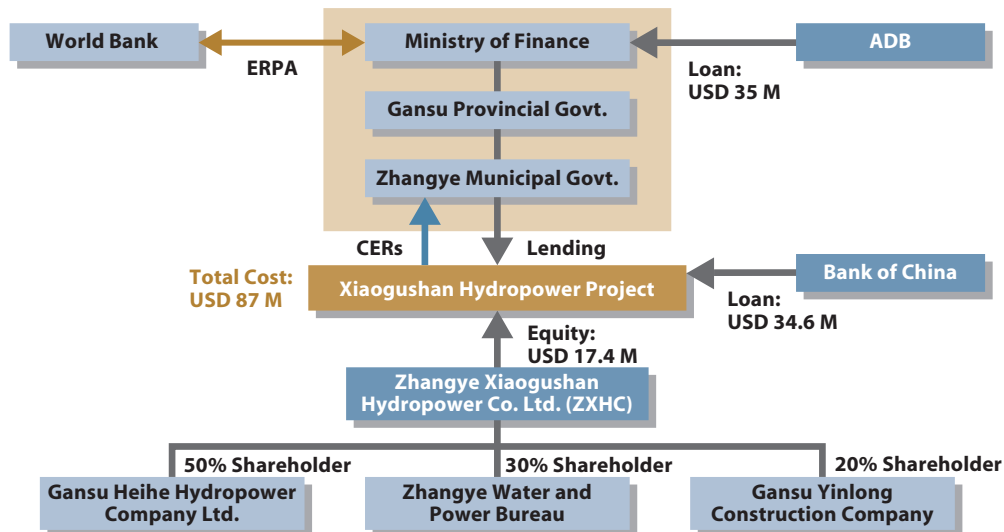 World Bank
Ministry of Finance
ADB
ERPA
Loan:
USD 35 M
Gansu Provincial Govt.
Zhangye Municipal Govt.
CERs
Lending
Total Cost:
USD 87 M
Xiaogushan Hydropower Project
Bank of China
Loan:
USD 34.6 M
Equity:
USD 17.4 M
Zhangye Xiaogushan
Hydropower Co. Ltd. (ZXHC)
50% Shareholder
30% Shareholder
20% Shareholder
Gansu Heihe Hydropower
Company Ltd.
Zhangye Water and
Power Bureau
Gansu Yinlong
Construction Company